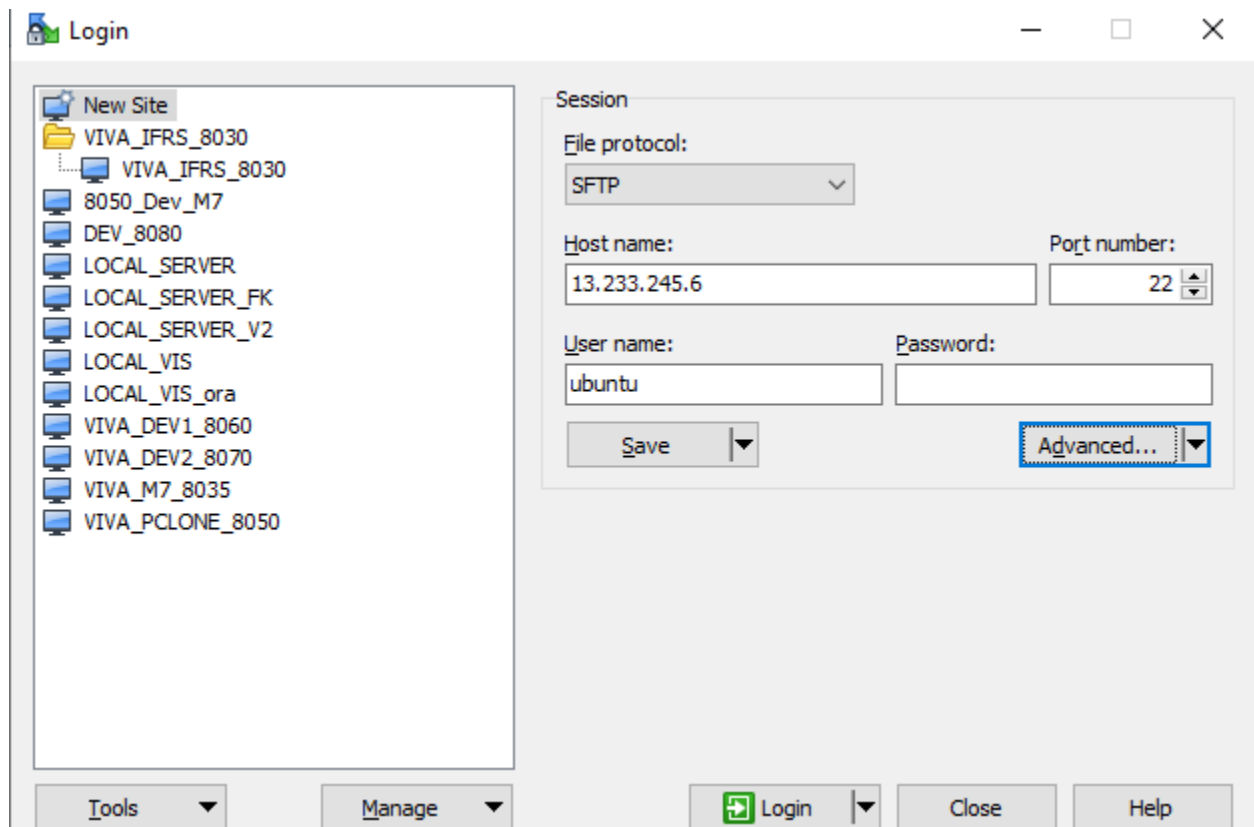 Login
New Site
VIVA_IFRS_8030
VIVA_IFRS_8030
8050_Dev_M7
DEV_8080
LOCAL_SERVER
LOCAL_SERVER_FK
LOCAL_SERVER_V2
LOCAL_VIS
LOCAL_VIS_ora
VIVA_DEV1_8060
VIVA_DEV2_8070
VIVA_M7_8035
VIVA_PCLONE_8050
Session
File protocol:
SFTP
Host name: Port number:
13.233.245.6 22
User name: Password:
ubuntu
Save Advanced...
Tools Manage Login Close Help